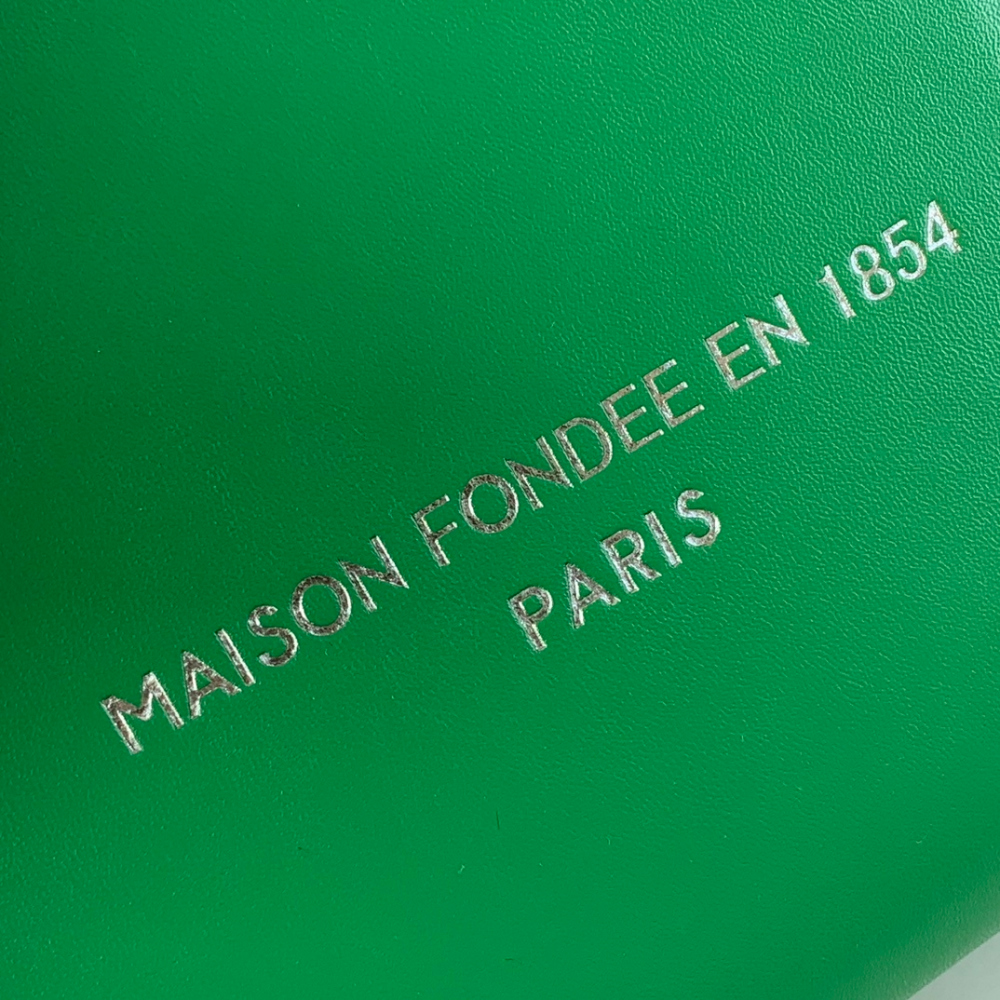 MAISON FONDEE EN 1854
PARIS